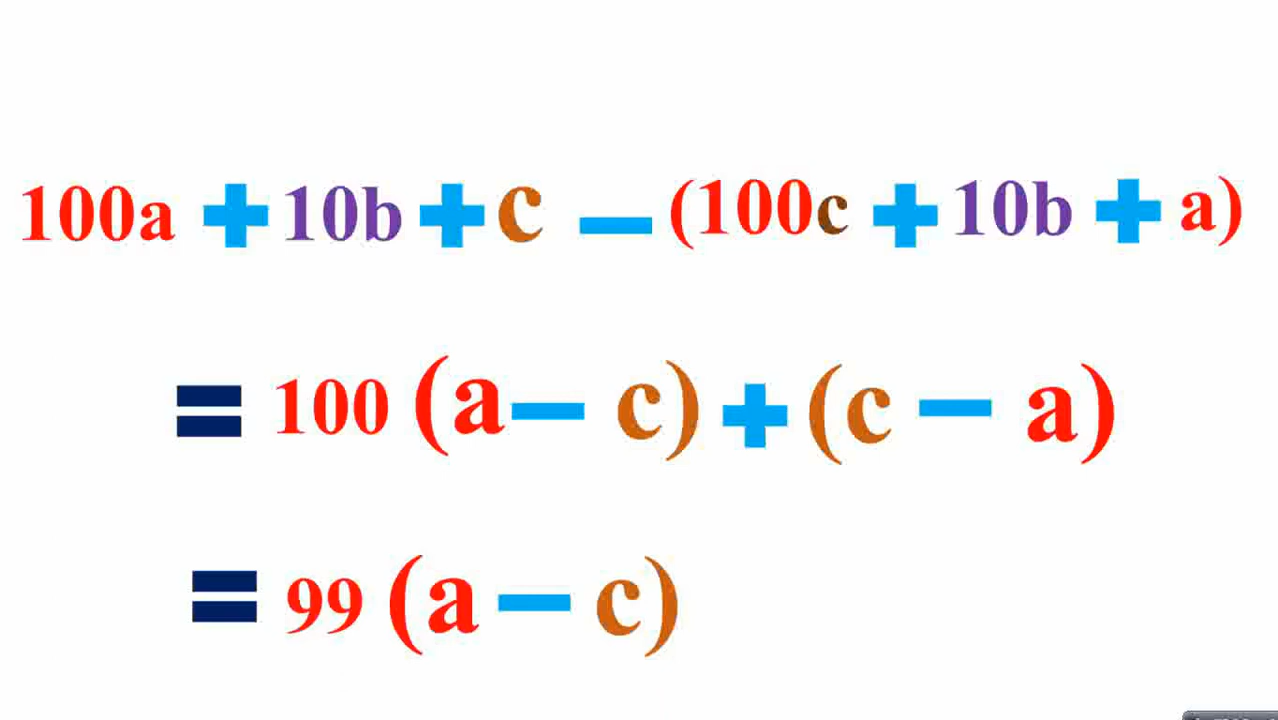 100a + 10b + c − (100c + 10b + a)
= 100 (a − c) + (c − a)
= 99 (a − c)